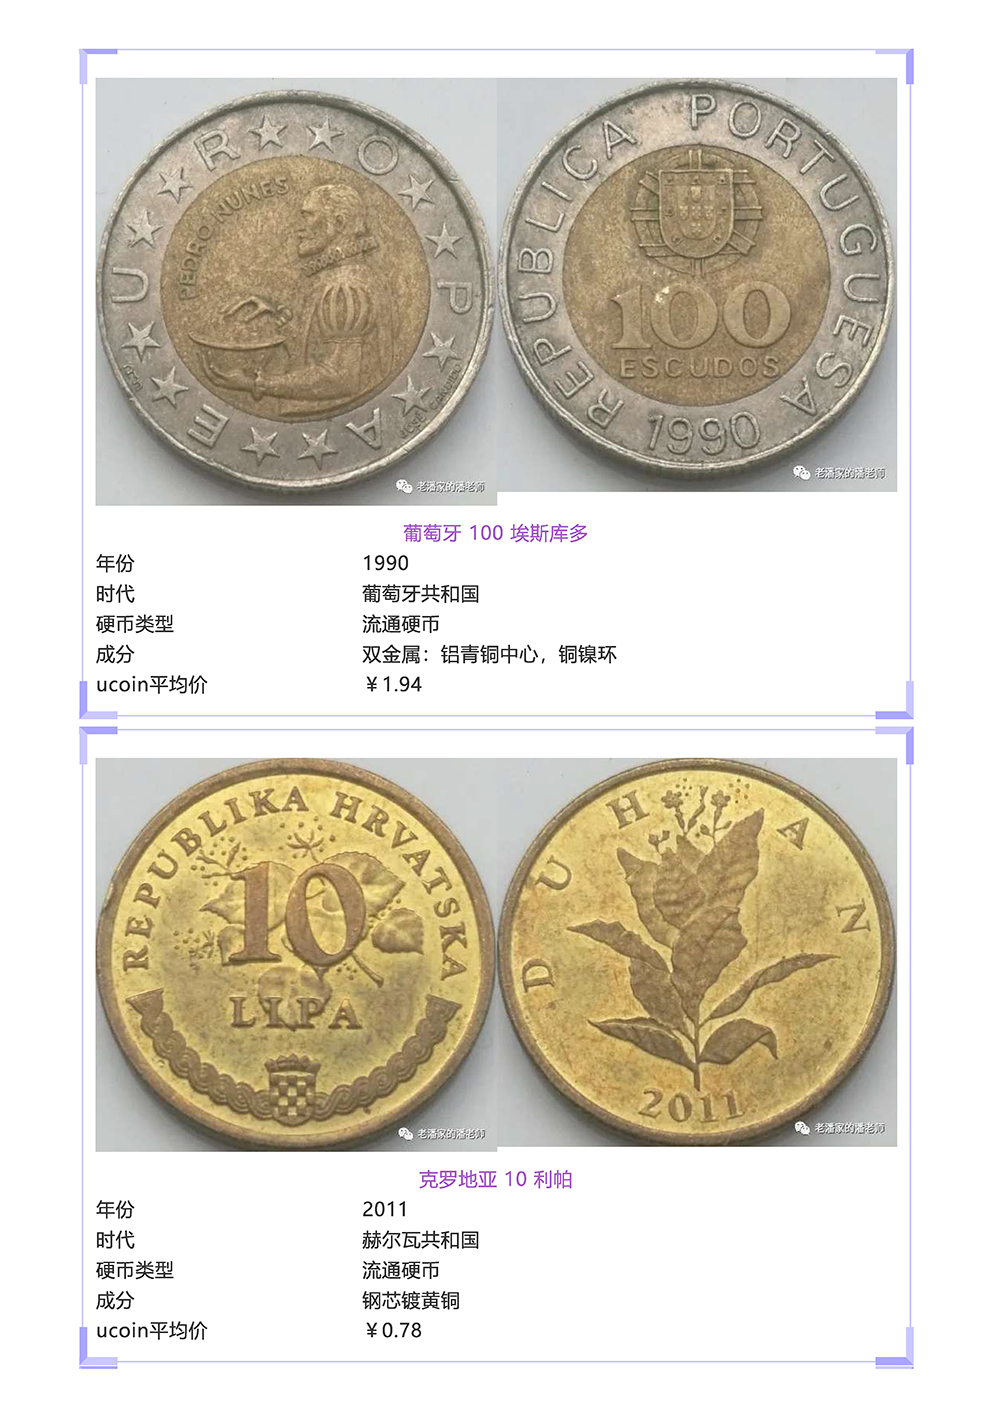 EUROPA
PEDRO NUNES
老潘家的潘老师
REPUBLICA PORTUGUESA
100
ESCUDOS
1990
老潘家的潘老师
葡萄牙 100 埃斯库多
年份 1990
时代 葡萄牙共和国
硬币类型 流通硬币
成分 双金属：铝青铜中心，铜镍环
ucoin平均价 ￥1.94
REPUBLIKA HRVATSKA
10
LIPA
老潘家的潘老师
DUHAN
2011
老潘家的潘老师
克罗地亚 10 利帕
年份 2011
时代 赫尔瓦共和国
硬币类型 流通硬币
成分 钢芯镀黄铜
ucoin平均价 ￥0.78